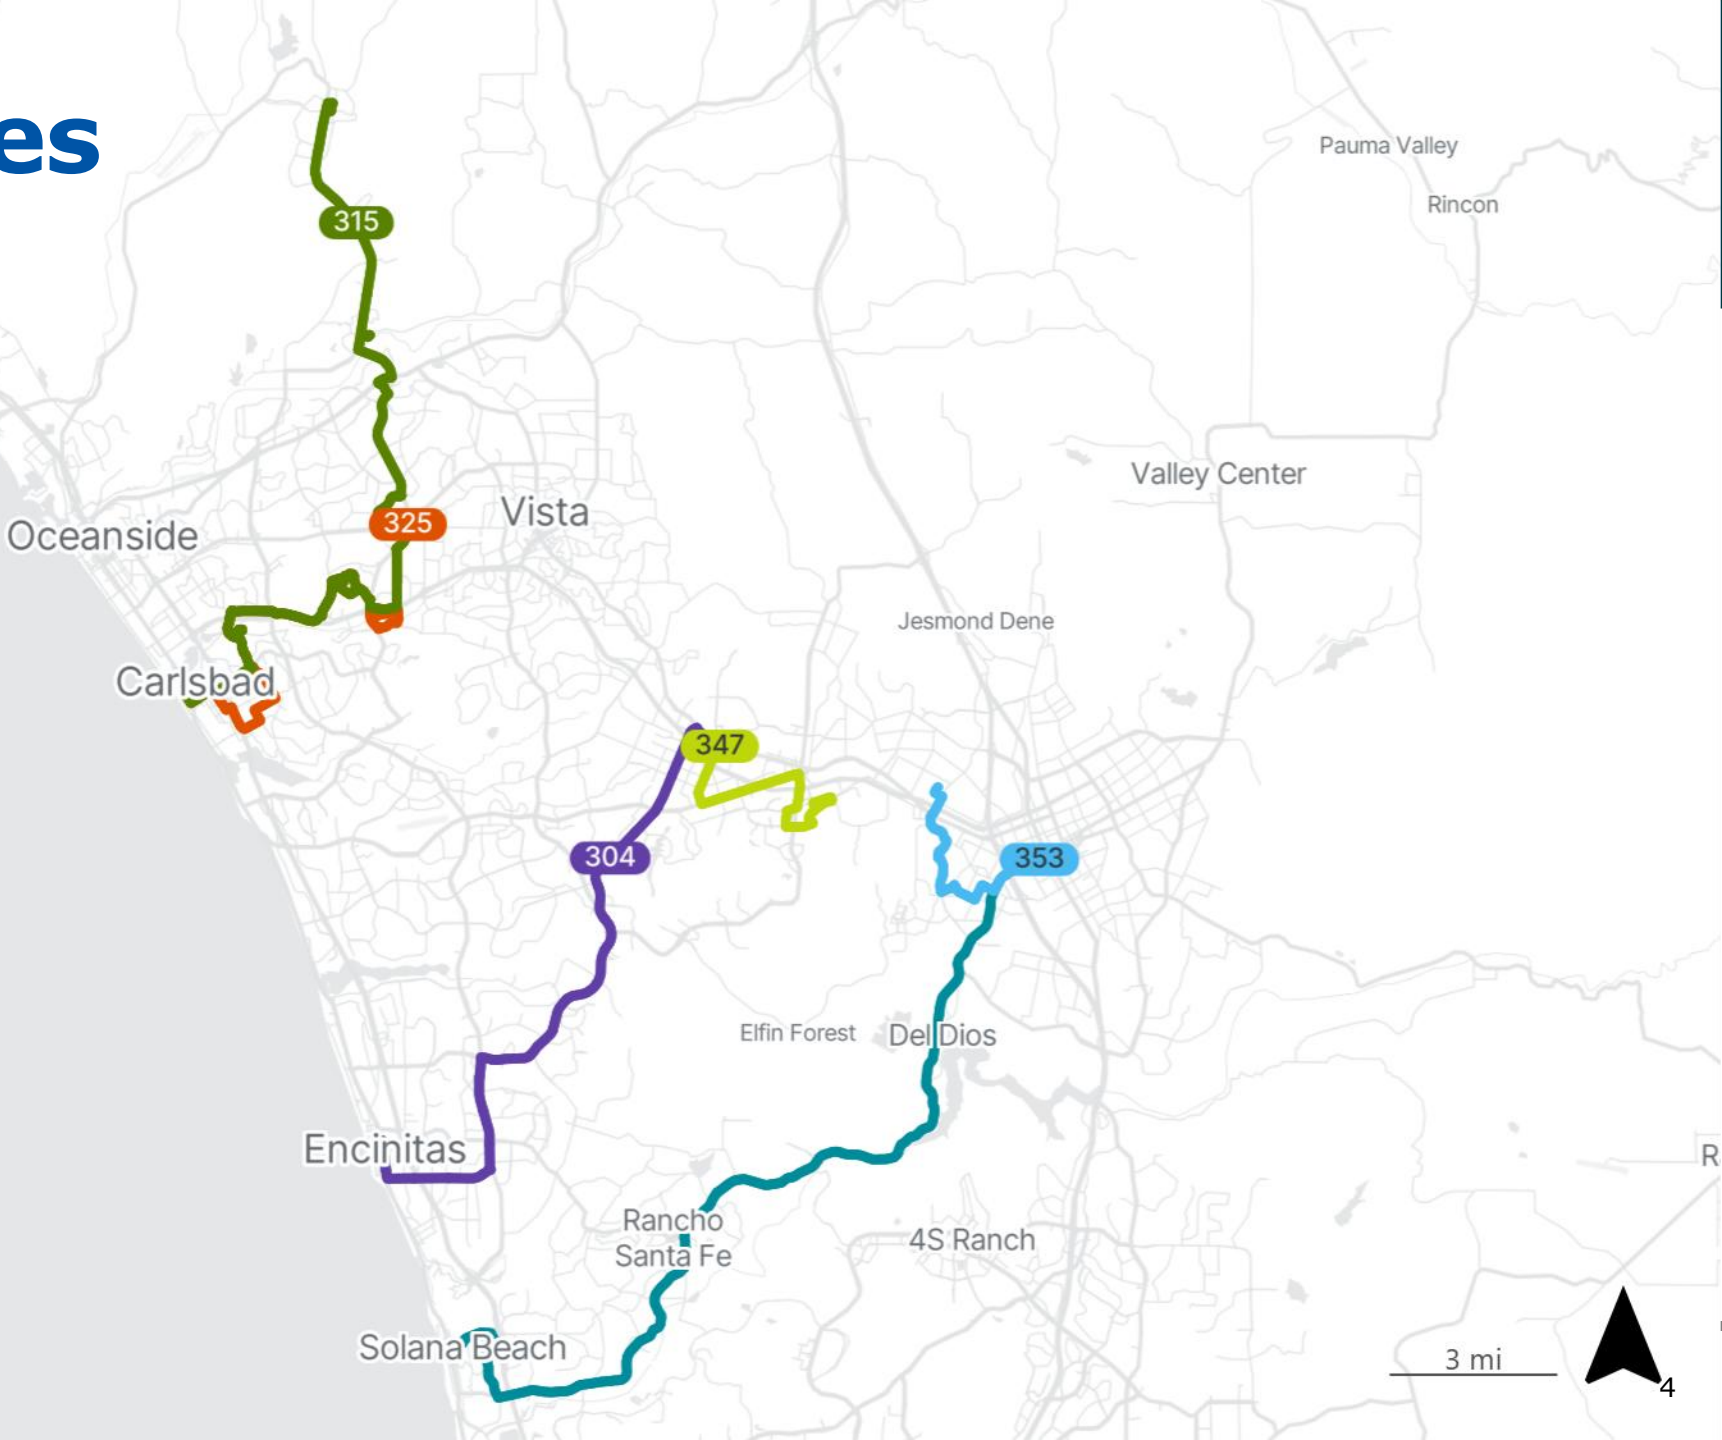 es
Pauma Valley
Rincon
315
Valley Center
Vista
325
Oceanside
Jesmond Dene
Carlsbad
347
304
353
Elfin Forest
Del Dios
Encinitas
R
Rancho
Santa Fe
4S Ranch
Solana Beach
3 mi
4